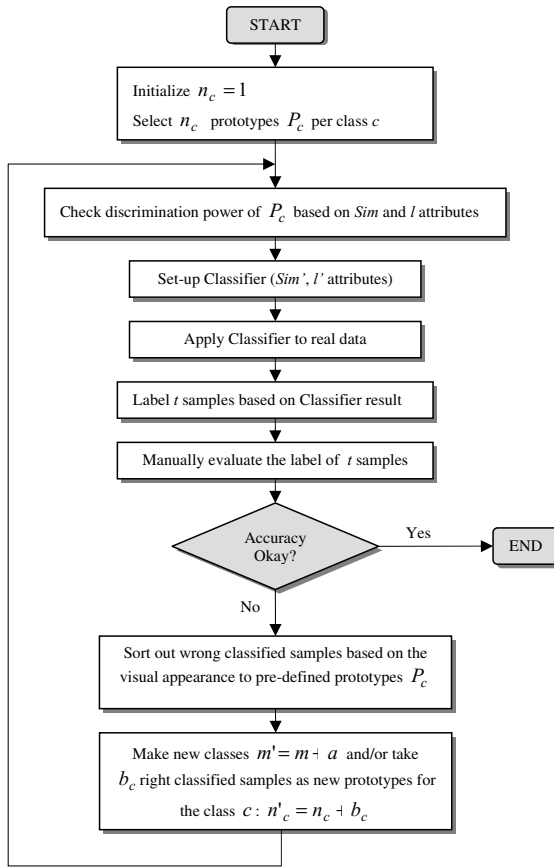 START
Initialize n_c = 1
Select n_c prototypes P_c per class c
Check discrimination power of P_c based on Sim and l attributes
Set-up Classifier (Sim', l' attributes)
Apply Classifier to real data
Label t samples based on Classifier result
Manually evaluate the label of t samples
Accuracy
Okay?
Yes
END
No
Sort out wrong classified samples based on the
visual appearance to pre-defined prototypes P_c
Make new classes m'= m + a and/or take
b_c right classified samples as new prototypes for
the class c : n'_c = n_c + b_c